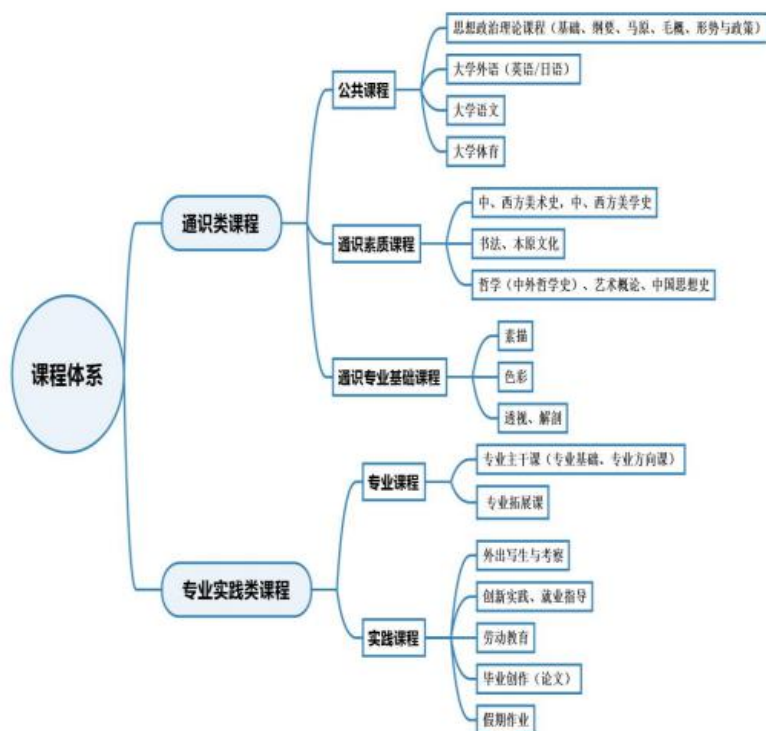 课程体系
通识类课程
公共课程
思想政治理论课程（基础、纲要、马原、毛概、形势与政策）
大学外语（英语/日语）
大学语文
大学体育
通识素质课程
中、西方美术史，中、西方美学史
书法、本原文化
哲学（中外哲学史）、艺术概论、中国思想史
通识专业基础课程
素描
色彩
透视、解剖
专业实践类课程
专业课程
专业主干课（专业基础、专业方向课）
专业拓展课
实践课程
外出写生与考察
创新实践、就业指导
劳动教育
毕业创作（论文）
假期作业